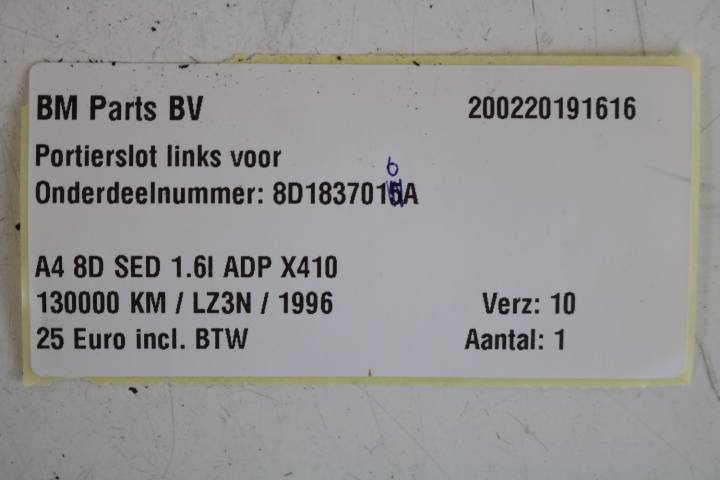 BM Parts BV 200220191616
Portierslot links voor
6
Onderdeelnummer: 8D1837015A
A4 8D SED 1.6I ADP X410
130000 KM / LZ3N / 1996 Verz: 10
25 Euro incl. BTW Aantal: 1